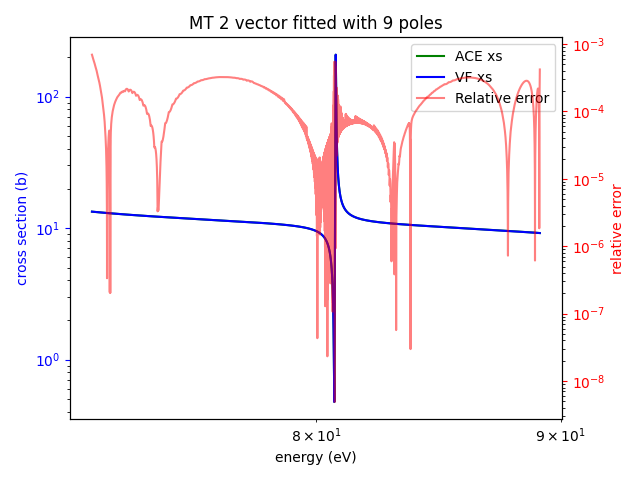 MT 2 vector fitted with 9 poles
ACE xs
VF xs
Relative error
cross section (b)
10²
10¹
10⁰
relative error
10⁻³
10⁻⁴
10⁻⁵
10⁻⁶
10⁻⁷
10⁻⁸
8 × 10¹
9 × 10¹
energy (eV)